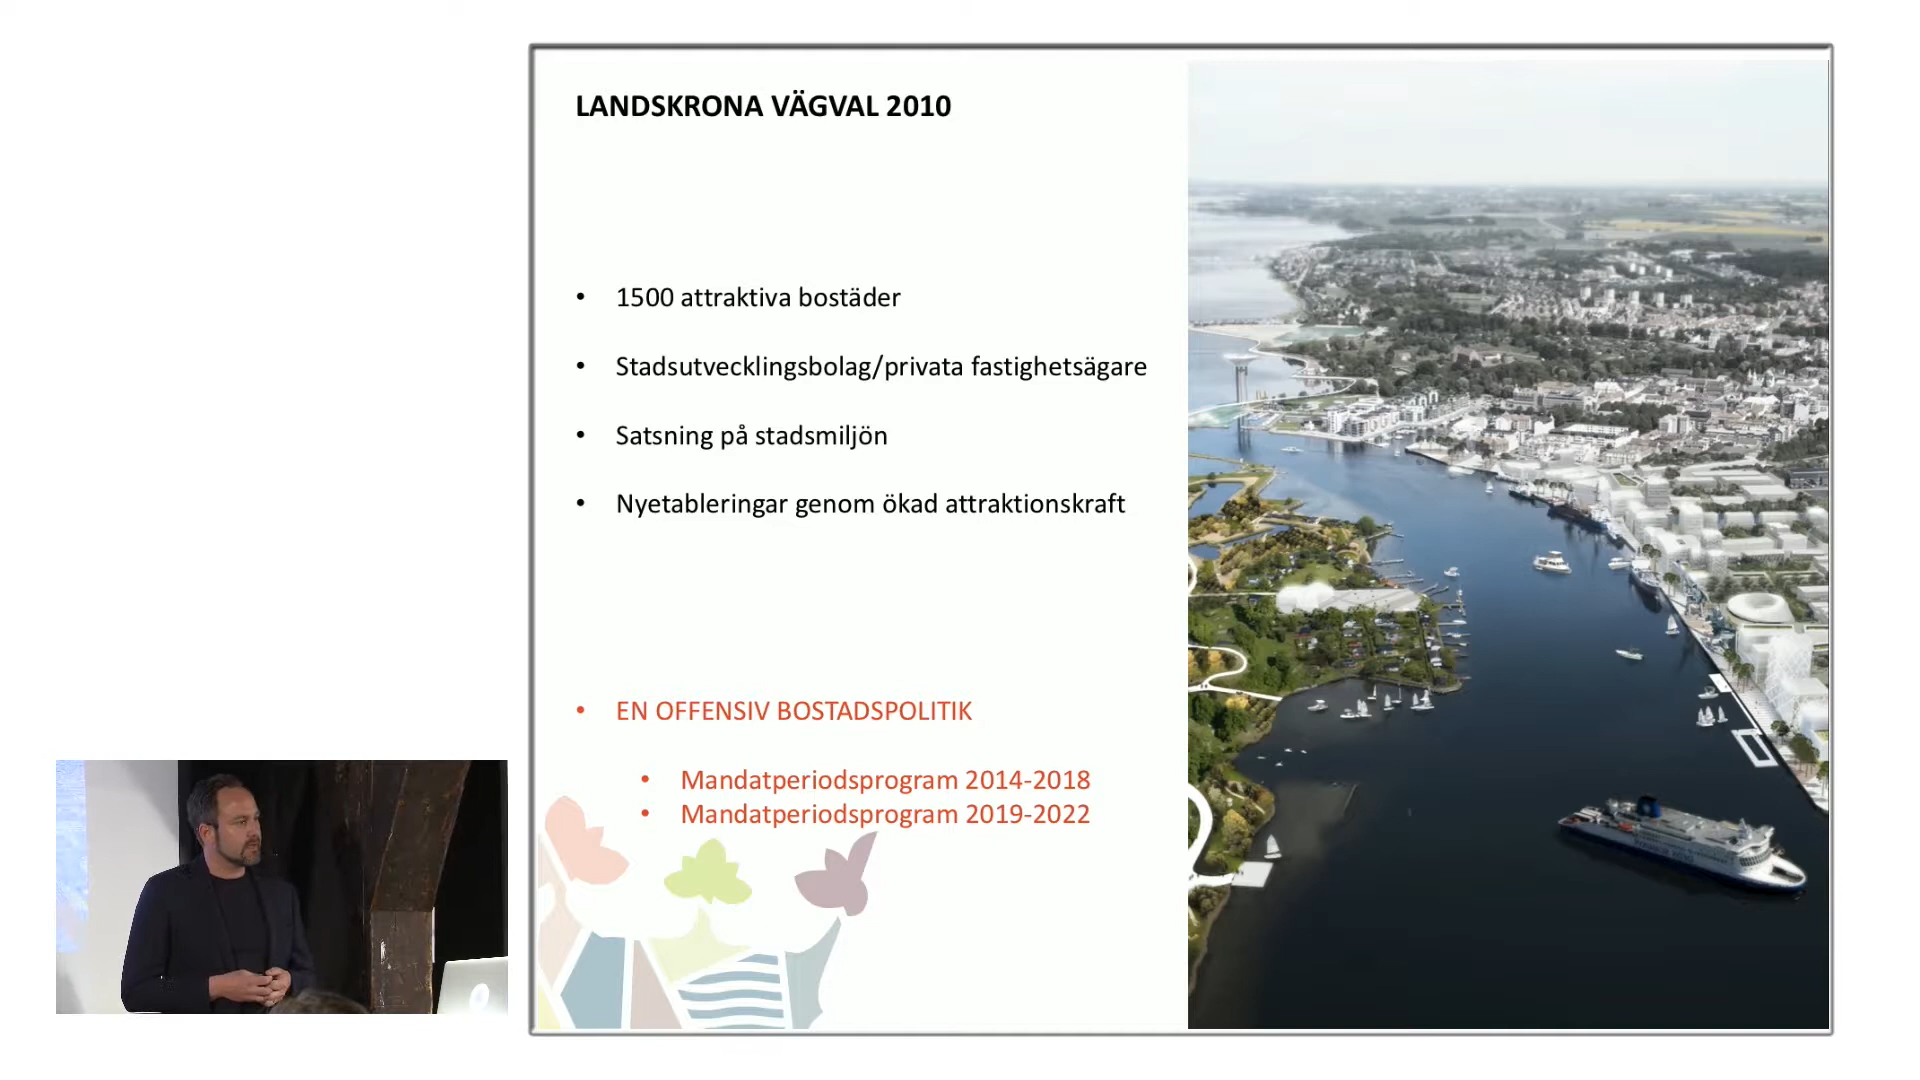 LANDSKRONA VÄGVAL 2010
• 1500 attraktiva bostäder
• Stadsutvecklingsbolag/privata fastighetsägare
• Satsning på stadsmiljön
• Nyetableringar genom ökad attraktionskraft
• EN OFFENSIV BOSTADSPOLITIK
• Mandatperiodsprogram 2014-2018
• Mandatperiodsprogram 2019-2022